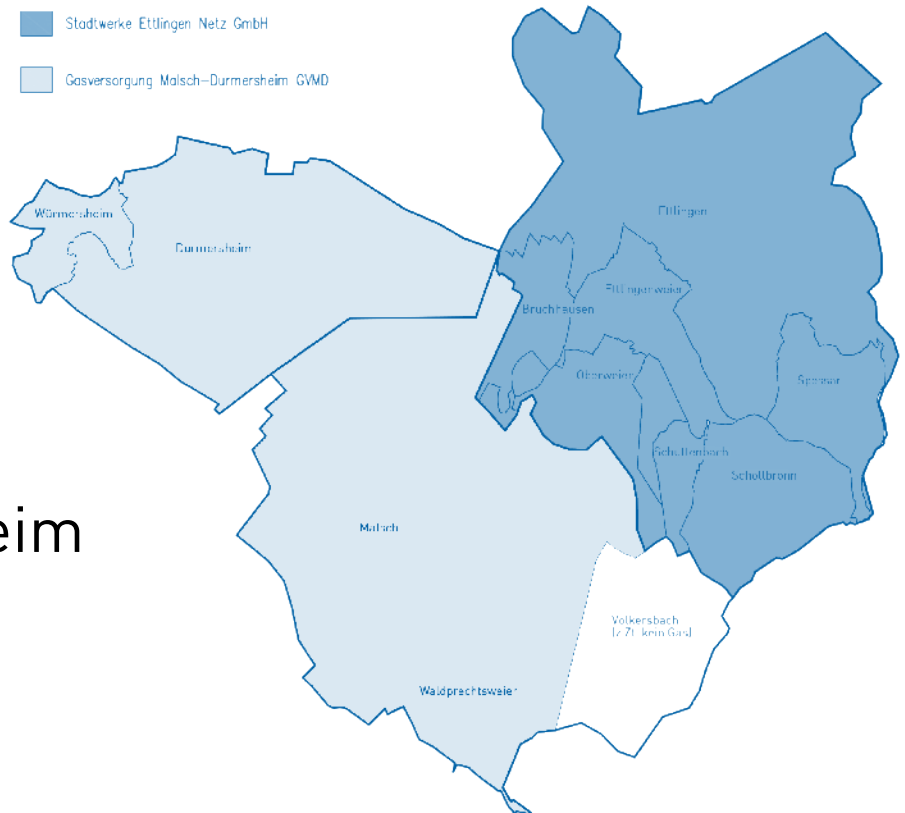 Stadtwerke Ettlingen Netz GmbH
Gasversorgung Malsch-Durmersheim GVMD
Würmersheim
Durmersheim
Ettlingen
Ettlingenweier
Bruchhausen
Oberweier
Spessar
Schluttenbach
Schöllbronn
eim
Malsch
Völkersbach
(z.Zt. kein Gas)
Waldprechtsweier